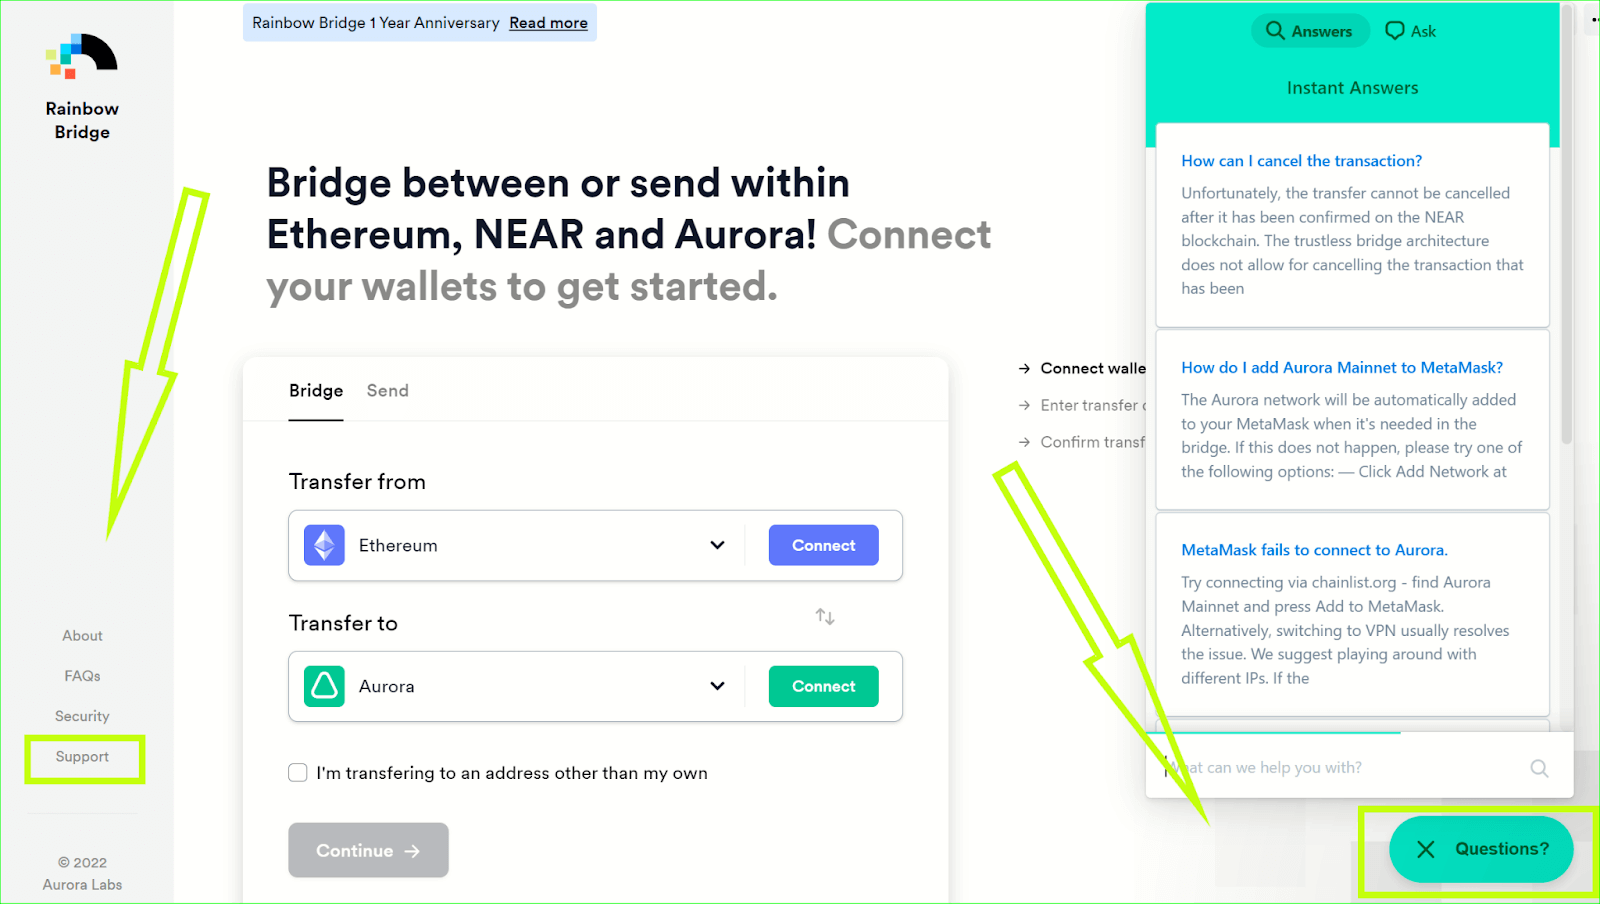 Rainbow
Bridge
About
FAQs
Security
Support
© 2022
Aurora Labs
Rainbow Bridge 1 Year Anniversary Read more
Bridge between or send within
Ethereum, NEAR and Aurora! Connect
your wallets to get started.
Bridge Send
Transfer from
Ethereum
Connect
Transfer to
Aurora
Connect
I'm transfering to an address other than my own
Continue →
→ Connect walle
→ Enter transfer
→ Confirm transf
Answers Ask
Instant Answers
How can I cancel the transaction?
Unfortunately, the transfer cannot be cancelled
after it has been confirmed on the NEAR
blockchain. The trustless bridge architecture
does not allow for cancelling the transaction that
has been
How do I add Aurora Mainnet to MetaMask?
The Aurora network will be automatically added
to your MetaMask when it's needed in the
bridge. If this does not happen, please try one of
the following options: — Click Add Network at
MetaMask fails to connect to Aurora.
Try connecting via chainlist.org - find Aurora
Mainnet and press Add to MetaMask.
Alternatively, switching to VPN usually resolves
the issue. We suggest playing around with
different IPs. If the
What can we help you with?
Questions?